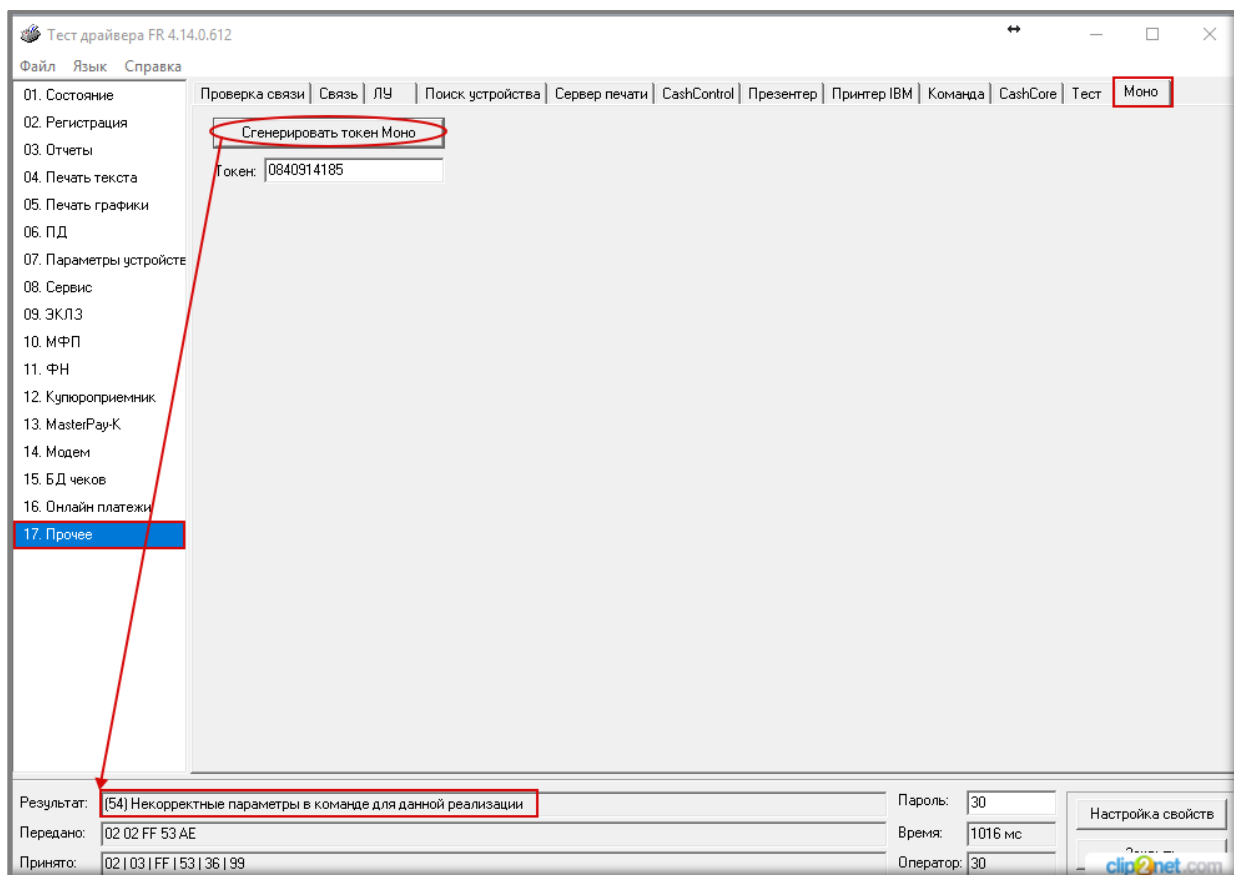 Тест драйвера FR 4.14.0.612
Файл Язык Справка
Проверка связи Связь ЛУ Поиск устройства Сервер печати CashControl Презентер Принтер IBM Команда CashCore Тест Моно
01. Состояние
02. Регистрация
03. Отчеты
04. Печать текста
05. Печать графики
06. ПД
07. Параметры устройстве
08. Сервис
09. ЭКЛЗ
10. МФП
11. ФН
12. Купюроприемник
13. MasterPay-K
14. Модем
15. БД чеков
16. Онлайн платежи
17. Прочее
Сгенерировать токен Моно
Токен: 0840914185
Результат: (54) Некорректные параметры в команде для данной реализации
Передано: 02 02 FF 53 AE
Принято: 02 | 03 | FF | 53 | 36 | 99
Пароль: 30
Время: 1016 мс
Оператор: 30
Настройка свойств
clip2net.com